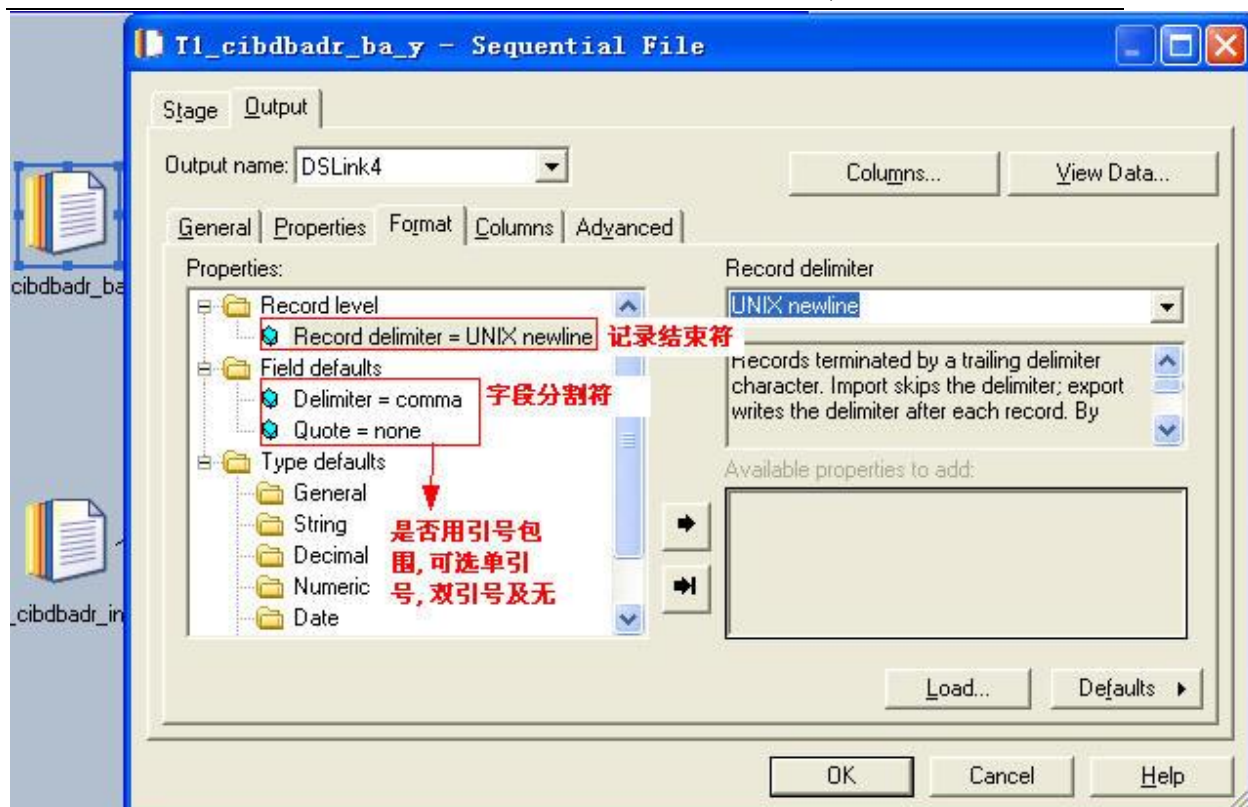 T1_cibdbadr_ba_y - Sequential File
Stage Output
Output name: DSLink4
Columns...
View Data...
General Properties Format Columns Advanced
cibdbadr_ba
Properties:
Record delimiter
Record level
UNIX newline
Record delimiter = UNIX newline 记录结束符
Field defaults
Delimiter = comma 字段分割符
Quote = none
Records terminated by a trailing delimiter
character. Import skips the delimiter; export
writes the delimiter after each record. By
Type defaults
Available properties to add:
General
String
Decimal
Numeric
Date
是否用引号包
围,可选单引
号,双引号及无
_cibdbadr_in
Load...
Defaults
OK
Cancel
Help